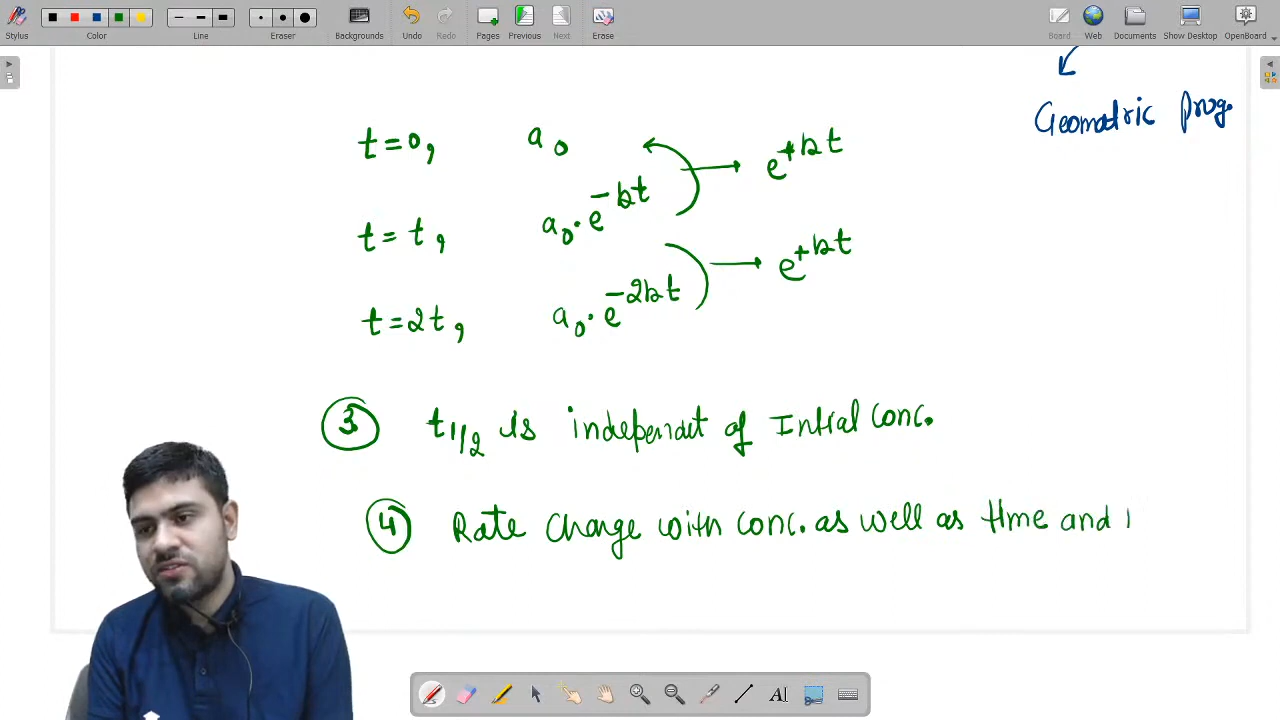 Stylus Color Line Eraser Backgrounds Undo Redo Pages Previous Next Erase Board Web Documents Show Desktop OpenBoard
Geomatric Prog.
t=0, a₀ e^{+kt}
t=t, a₀·e^{-kt}
e^{+kt}
t=2t, a₀·e^{-2kt}
③ t1/2 is independent of Intial conc.
④ Rate Change with conc. as well as time and